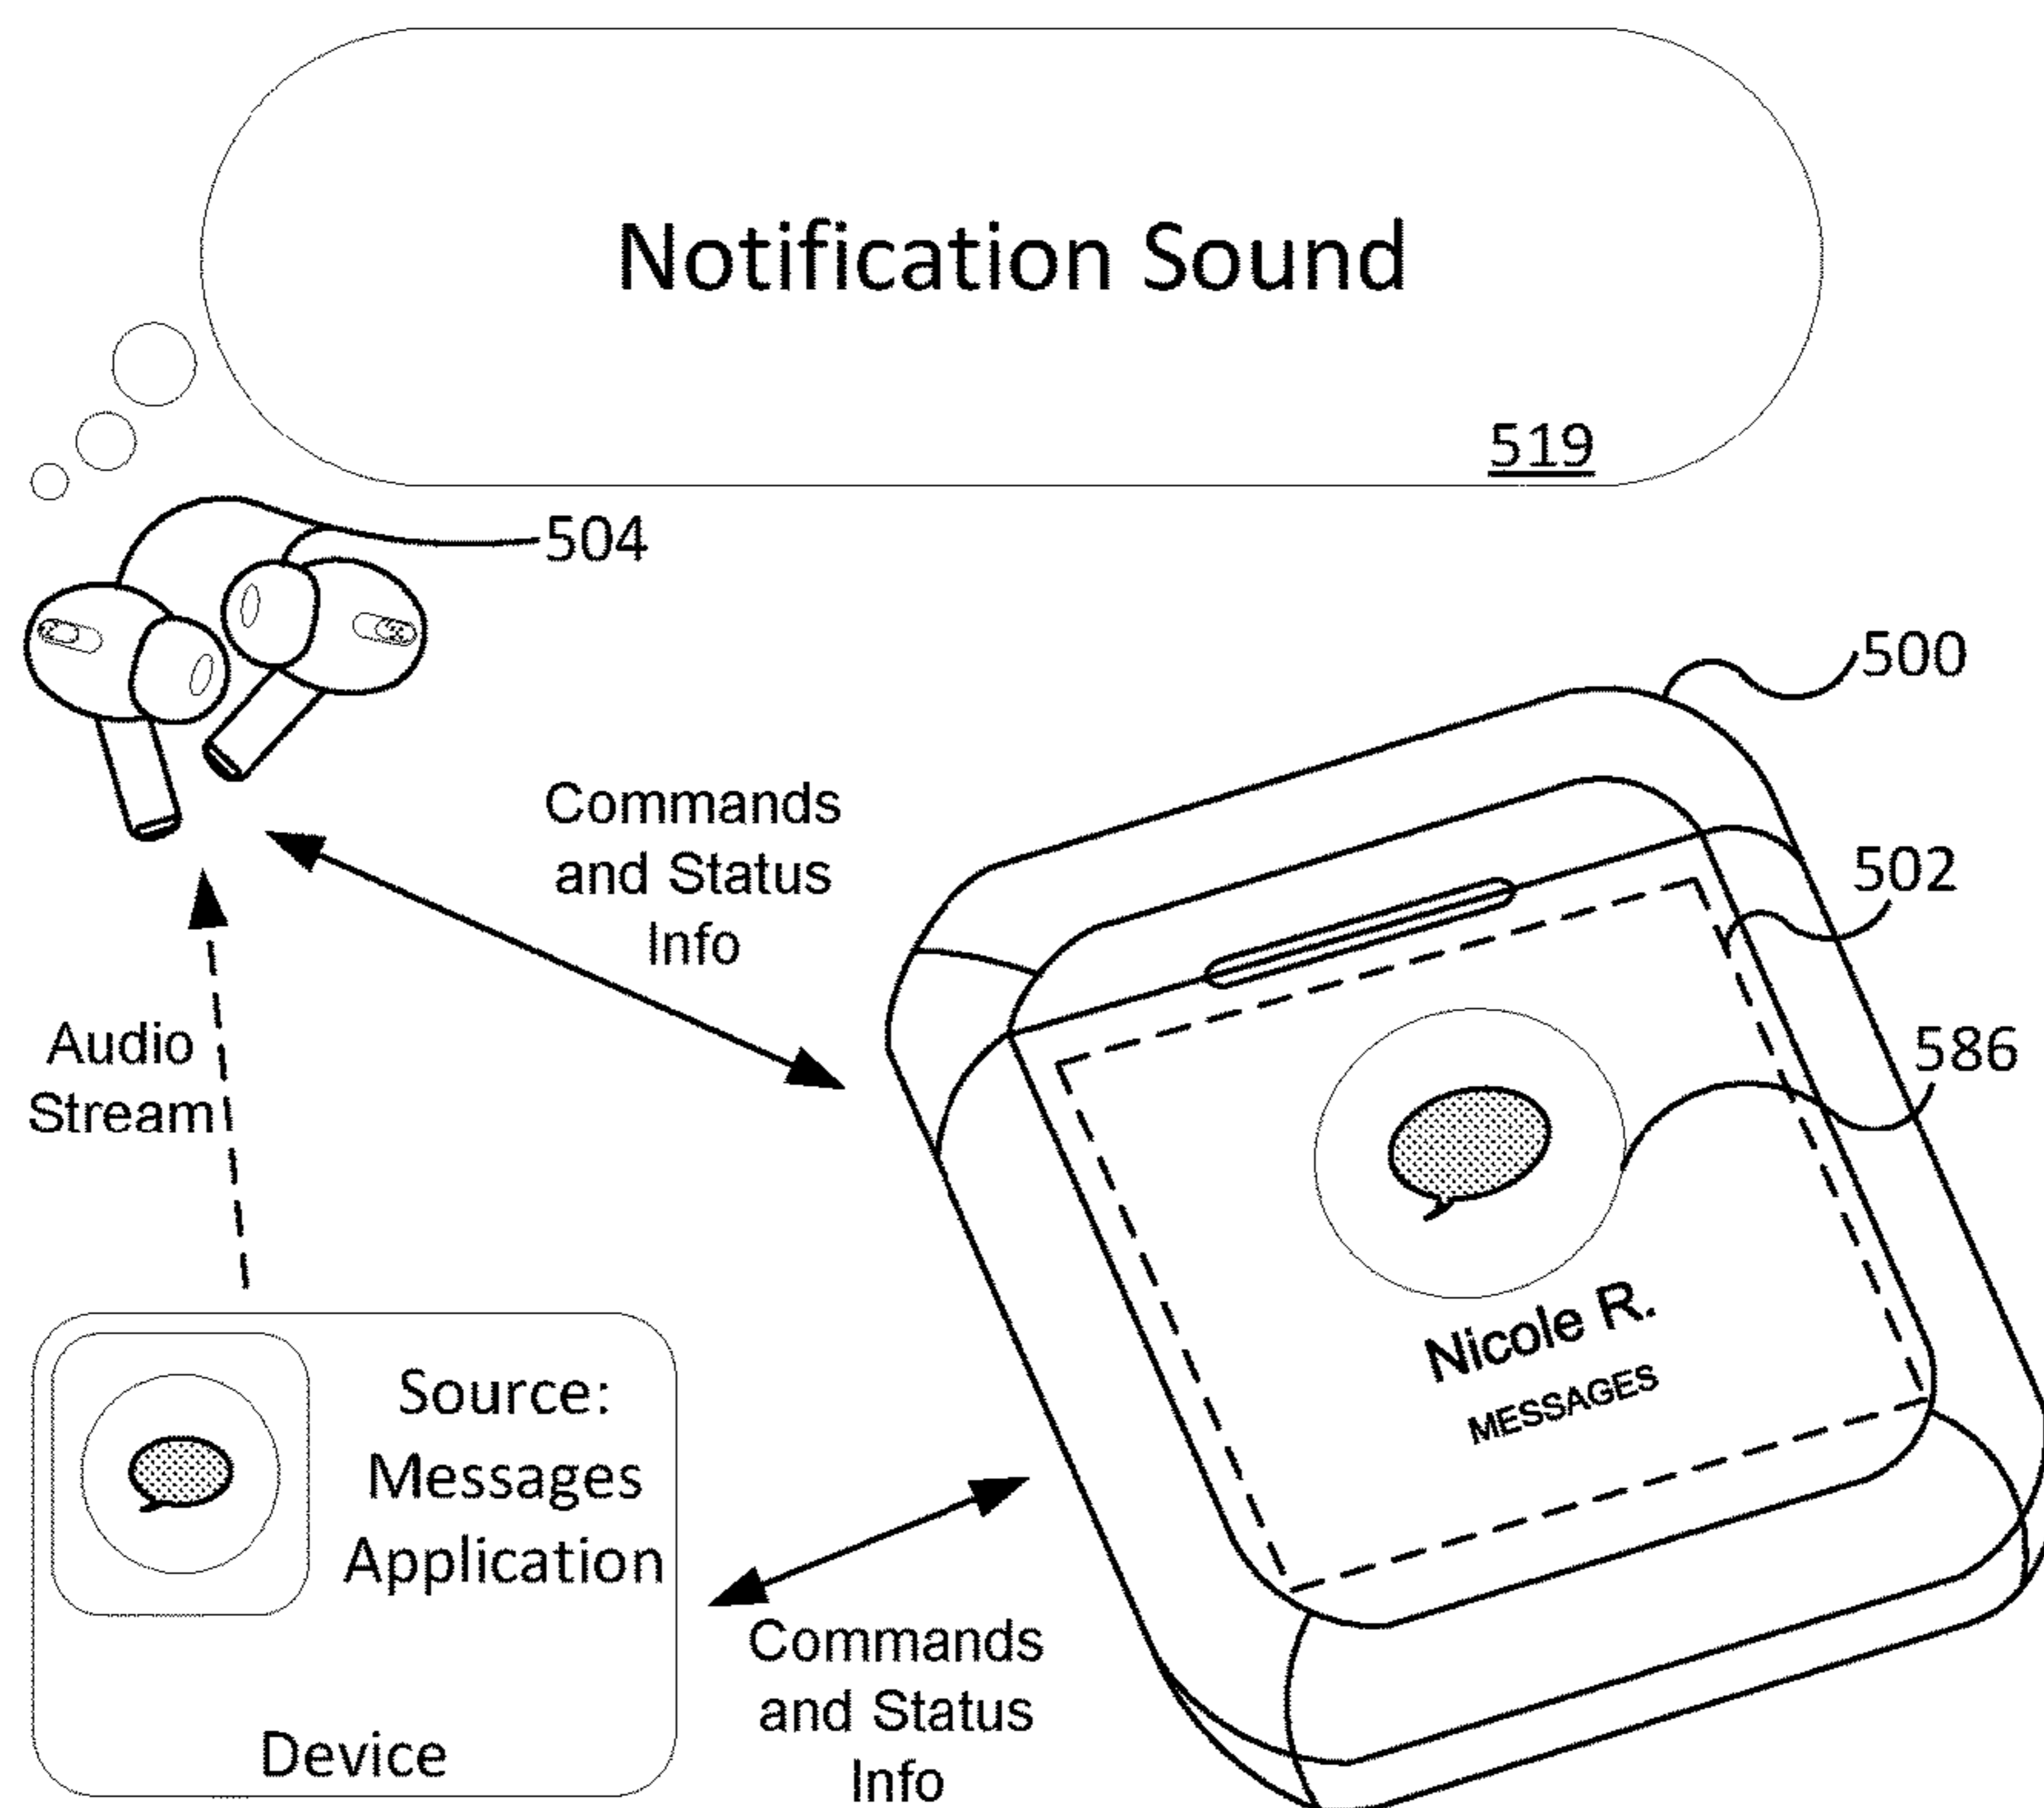 Notification Sound
519
504
500
Commands
and Status
Info
502
Audio
Stream
586
Nicole R.
MESSAGES
Source:
Messages
Application
Device
Commands
and Status
Info